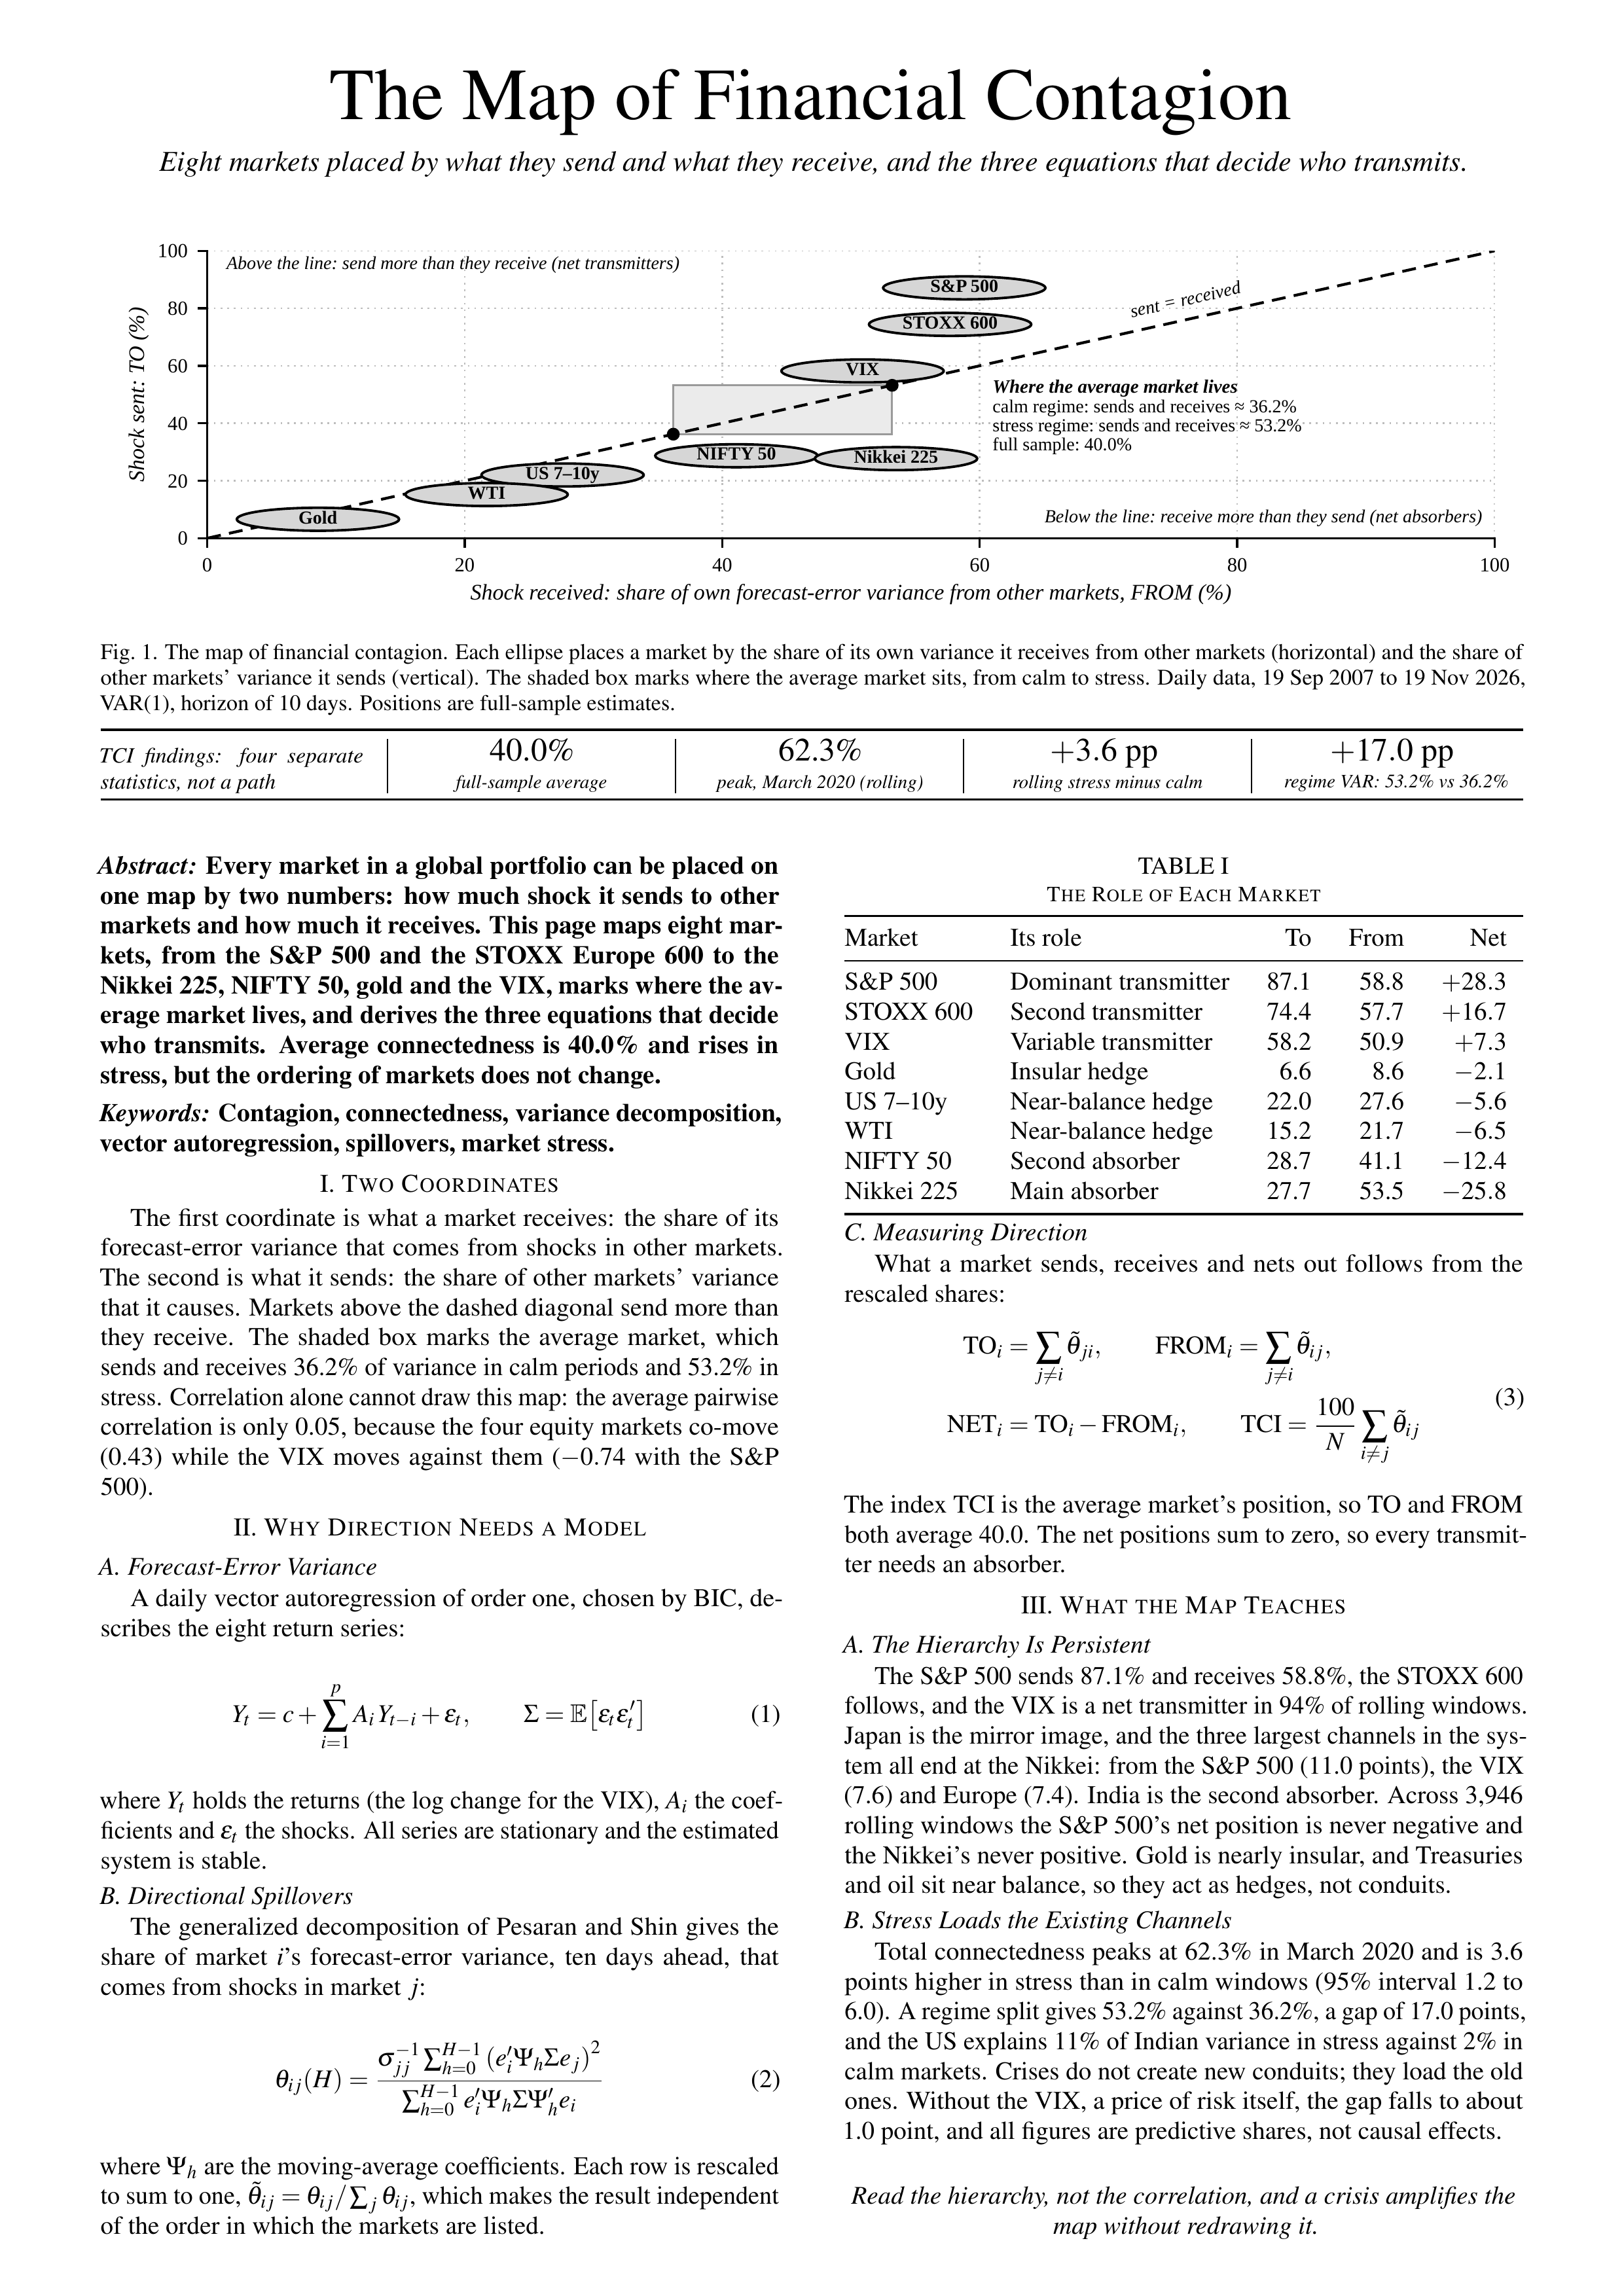 The Map of Financial Contagion
Eight markets placed by what they send and what they receive, and the three equations that decide who transmits.
100
80
60
40
20
0
Shock sent: TO (%)
Above the line: send more than they receive (net transmitters)
S&P 500
STOXX 600
VIX
sent = received
Where the average market lives
calm regime: sends and receives ≈ 36.2%
stress regime: sends and receives ≈ 53.2%
full sample: 40.0%
NIFTY 50
Nikkei 225
US 7–10y
WTI
Gold
Below the line: receive more than they send (net absorbers)
0 20 40 60 80 100
Shock received: share of own forecast-error variance from other markets, FROM (%)
Fig. 1. The map of financial contagion. Each ellipse places a market by the share of its own variance it receives from other markets (horizontal) and the share of
other markets' variance it sends (vertical). The shaded box marks where the average market sits, from calm to stress. Daily data, 19 Sep 2007 to 19 Nov 2026,
VAR(1), horizon of 10 days. Positions are full-sample estimates.
TCI findings: four separate
statistics, not a path
40.0%
full-sample average
62.3%
peak, March 2020 (rolling)
+3.6 pp
rolling stress minus calm
+17.0 pp
regime VAR: 53.2% vs 36.2%
Abstract: Every market in a global portfolio can be placed on
one map by two numbers: how much shock it sends to other
markets and how much it receives. This page maps eight mar-
kets, from the S&P 500 and the STOXX Europe 600 to the
Nikkei 225, NIFTY 50, gold and the VIX, marks where the av-
erage market lives, and derives the three equations that decide
who transmits. Average connectedness is 40.0% and rises in
stress, but the ordering of markets does not change.
Keywords: Contagion, connectedness, variance decomposition,
vector autoregression, spillovers, market stress.
I. Two Coordinates
The first coordinate is what a market receives: the share of its
forecast-error variance that comes from shocks in other markets.
The second is what it sends: the share of other markets' variance
that it causes. Markets above the dashed diagonal send more than
they receive. The shaded box marks the average market, which
sends and receives 36.2% of variance in calm periods and 53.2% in
stress. Correlation alone cannot draw this map: the average pairwise
correlation is only 0.05, because the four equity markets co-move
(0.43) while the VIX moves against them (−0.74 with the S&P
500).
II. Why Direction Needs a Model
A. Forecast-Error Variance
A daily vector autoregression of order one, chosen by BIC, de-
scribes the eight return series:
Y_t = c + ∑_{i=1}^{p} A_i Y_{t−i} + ε_t, Σ = 𝔼[ε_t ε′_t] (1)
where Y_t holds the returns (the log change for the VIX), A_i the coef-
ficients and ε_t the shocks. All series are stationary and the estimated
system is stable.
B. Directional Spillovers
The generalized decomposition of Pesaran and Shin gives the
share of market i's forecast-error variance, ten days ahead, that
comes from shocks in market j:
θ_{ij}(H) = σ_{jj}^{−1} ∑_{h=0}^{H−1} (e′_i Ψ_h Σ e_j)^2 / ∑_{h=0}^{H−1} e′_i Ψ_h Σ Ψ′_h e_i (2)
where Ψ_h are the moving-average coefficients. Each row is rescaled
to sum to one, θ̃_{ij} = θ_{ij}/∑_j θ_{ij}, which makes the result independent
of the order in which the markets are listed.
TABLE I
The Role of Each Market
Market Its role To From Net
S&P 500 Dominant transmitter 87.1 58.8 +28.3
STOXX 600 Second transmitter 74.4 57.7 +16.7
VIX Variable transmitter 58.2 50.9 +7.3
Gold Insular hedge 6.6 8.6 −2.1
US 7–10y Near-balance hedge 22.0 27.6 −5.6
WTI Near-balance hedge 15.2 21.7 −6.5
NIFTY 50 Second absorber 28.7 41.1 −12.4
Nikkei 225 Main absorber 27.7 53.5 −25.8
C. Measuring Direction
What a market sends, receives and nets out follows from the
rescaled shares:
TO_i = ∑_{j≠i} θ̃_{ji}, FROM_i = ∑_{j≠i} θ̃_{ij},
NET_i = TO_i − FROM_i, TCI = 100/N ∑_{i≠j} θ̃_{ij} (3)
The index TCI is the average market's position, so TO and FROM
both average 40.0. The net positions sum to zero, so every transmit-
ter needs an absorber.
III. What the Map Teaches
A. The Hierarchy Is Persistent
The S&P 500 sends 87.1% and receives 58.8%, the STOXX 600
follows, and the VIX is a net transmitter in 94% of rolling windows.
Japan is the mirror image, and the three largest channels in the sys-
tem all end at the Nikkei: from the S&P 500 (11.0 points), the VIX
(7.6) and Europe (7.4). India is the second absorber. Across 3,946
rolling windows the S&P 500's net position is never negative and
the Nikkei's never positive. Gold is nearly insular, and Treasuries
and oil sit near balance, so they act as hedges, not conduits.
B. Stress Loads the Existing Channels
Total connectedness peaks at 62.3% in March 2020 and is 3.6
points higher in stress than in calm windows (95% interval 1.2 to
6.0). A regime split gives 53.2% against 36.2%, a gap of 17.0 points,
and the US explains 11% of Indian variance in stress against 2% in
calm markets. Crises do not create new conduits; they load the old
ones. Without the VIX, a price of risk itself, the gap falls to about
1.0 point, and all figures are predictive shares, not causal effects.
Read the hierarchy, not the correlation, and a crisis amplifies the
map without redrawing it.